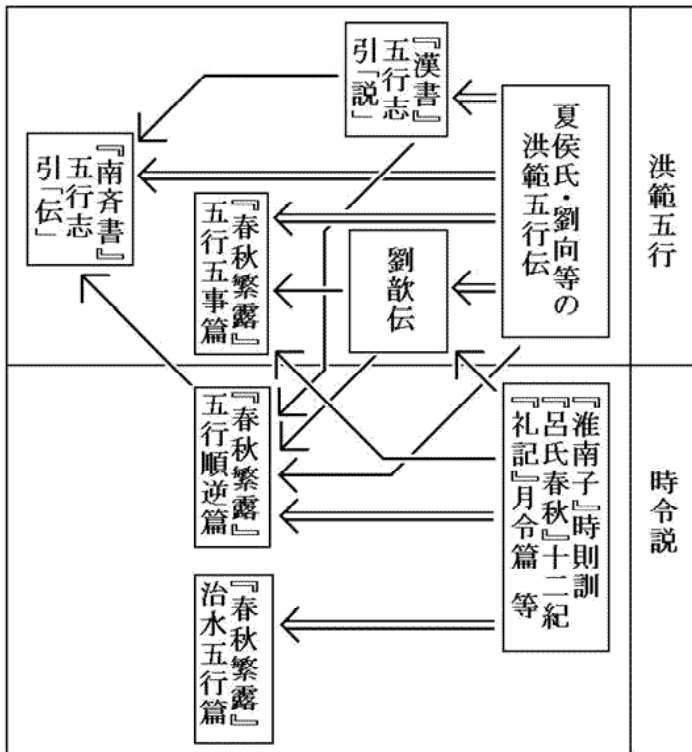 洪範五行
夏侯氏・劉向等の
洪範五行伝
『漢書』
五行志
引「説」
劉歆伝
『春秋繁露』
五行五事篇
『南斉書』
五行志
引「伝」
時令説
『淮南子』時則訓
『呂氏春秋』十二紀
『礼記』月令篇 等
『春秋繁露』
五行順逆篇
『春秋繁露』
治水五行篇